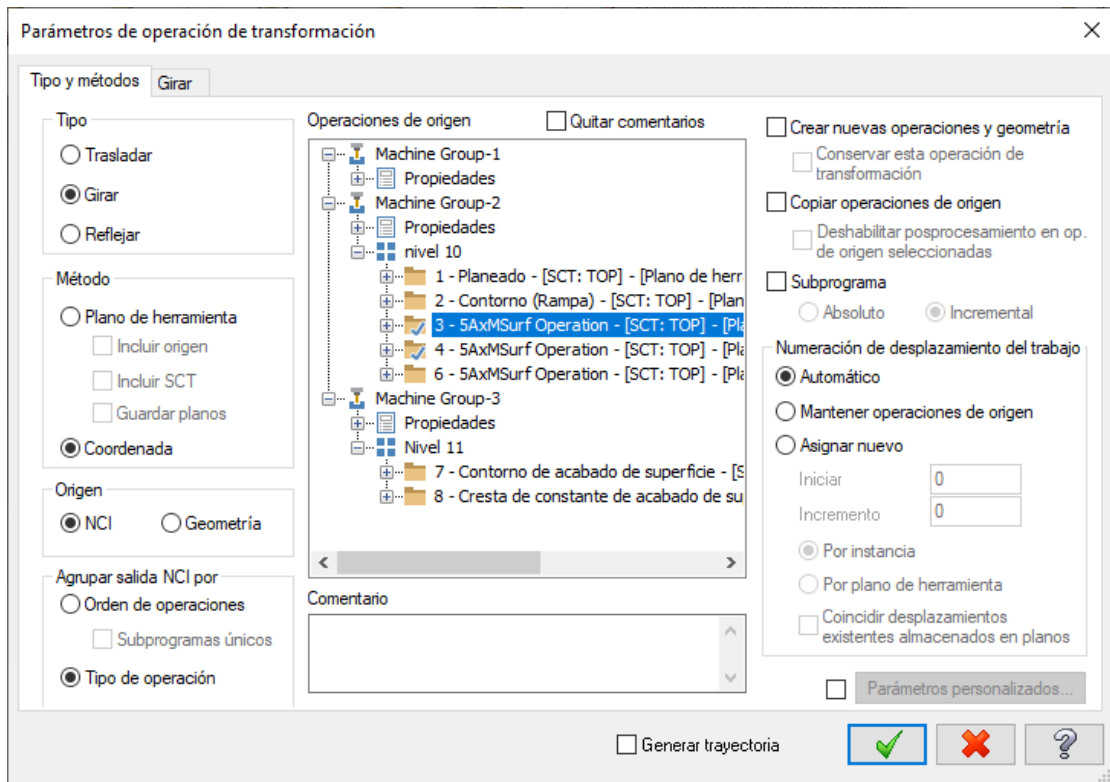 Parámetros de operación de transformación
Tipo y métodos
Girar
Tipo
Trasladar
Girar
Reflejar
Método
Plano de herramienta
Incluir origen
Incluir SCT
Guardar planos
Coordenada
Origen
NCI
Geometría
Agrupar salida NCI por
Orden de operaciones
Subprogramas únicos
Tipo de operación
Operaciones de origen
Quitar comentarios
Machine Group-1
Propiedades
Machine Group-2
Propiedades
nivel 10
1 - Planeado - [SCT: TOP] - [Plano de herr
2 - Contorno (Rampa) - [SCT: TOP] - [Plan
3 - 5AxMSurf Operation - [SCT: TOP] - [Pla
4 - 5AxMSurf Operation - [SCT: TOP] - [Pla
6 - 5AxMSurf Operation - [SCT: TOP] - [Pla
Machine Group-3
Propiedades
Nivel 11
7 - Contorno de acabado de superficie - [S
8 - Cresta de constante de acabado de su
Comentario
Crear nuevas operaciones y geometría
Conservar esta operación de
transformación
Copiar operaciones de origen
Deshabilitar posprocesamiento en op.
de origen seleccionadas
Subprograma
Absoluto
Incremental
Numeración de desplazamiento del trabajo
Automático
Mantener operaciones de origen
Asignar nuevo
Iniciar
0
Incremento
0
Por instancia
Por plano de herramienta
Coincidir desplazamientos
existentes almacenados en planos
Parámetros personalizados...
Generar trayectoria